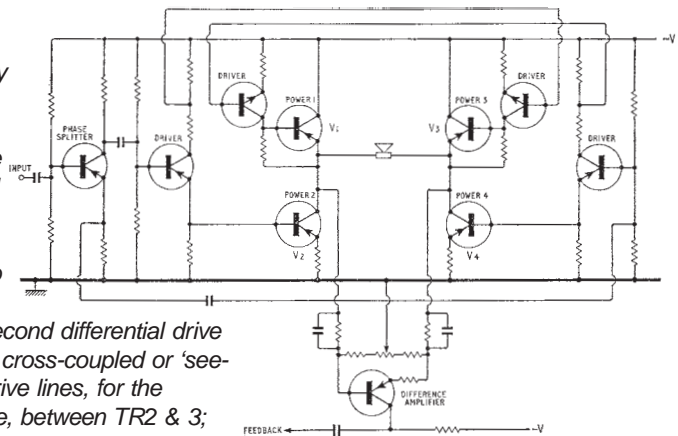 y
e
–V
DRIVER
DRIVER
POWER 1
POWER 3
V1
V3
PHASE
SPLITTER
DRIVER
DRIVER
INPUT
POWER 2
POWER 4
V2
V4
econd differential drive
cross-coupled or 'see-
rive lines, for the
e, between TR2 & 3;
DIFFERENCE
AMPLIFIER
FEEDBACK
–V